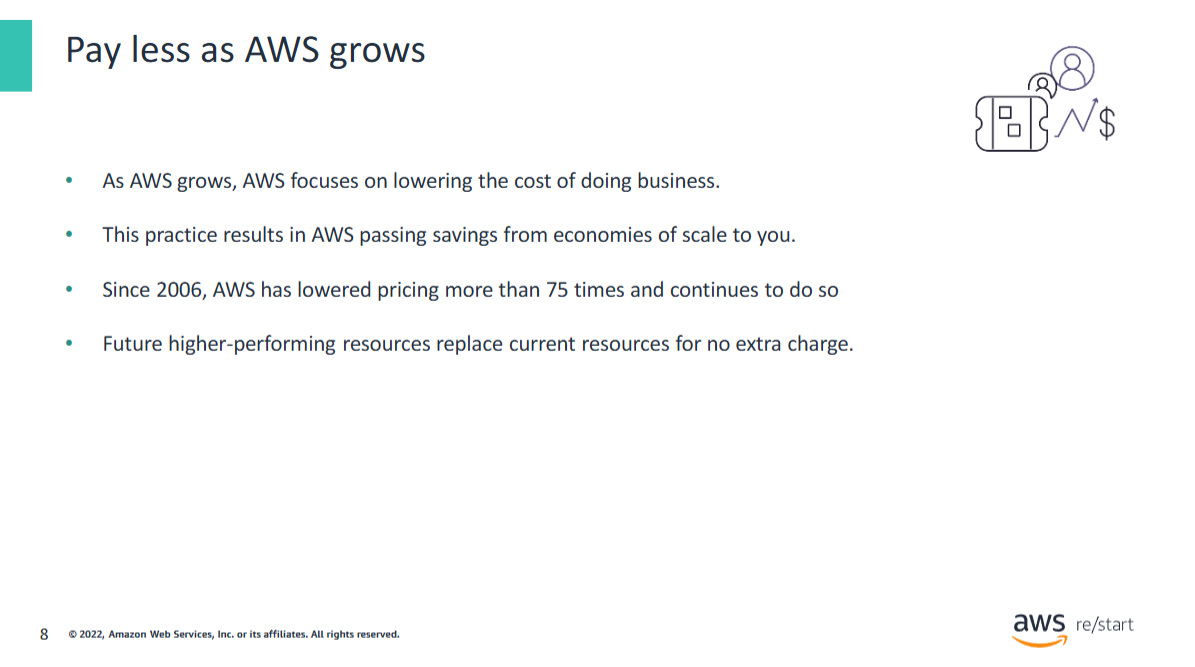 Pay less as AWS grows
$
• As AWS grows, AWS focuses on lowering the cost of doing business.
• This practice results in AWS passing savings from economies of scale to you.
• Since 2006, AWS has lowered pricing more than 75 times and continues to do so
• Future higher-performing resources replace current resources for no extra charge.
8 © 2022, Amazon Web Services, Inc. or its affiliates. All rights reserved.
aws re/start